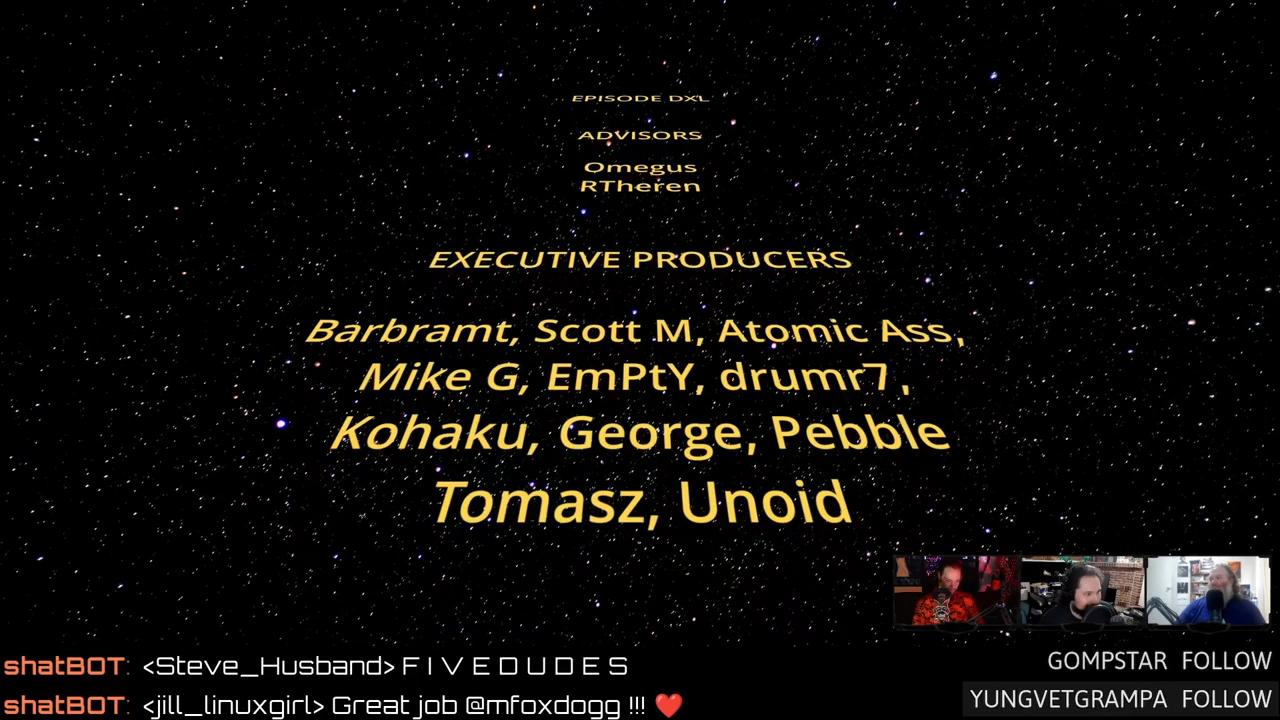 EPISODE DXL
ADVISORS
Omegus
RTheren
EXECUTIVE PRODUCERS
Barbramt, Scott M, Atomic Ass,
Mike G, EmPtY, drumr7 ,
Kohaku, George, Pebble
Tomasz, Unoid
shatBOT: <Steve_Husband> F I V E D U D E S
shatBOT: <jill_linuxgirl> Great job @mfoxdogg !!! ❤️
GOMPSTAR FOLLOW
YUNGVETGRAMPA FOLLOW